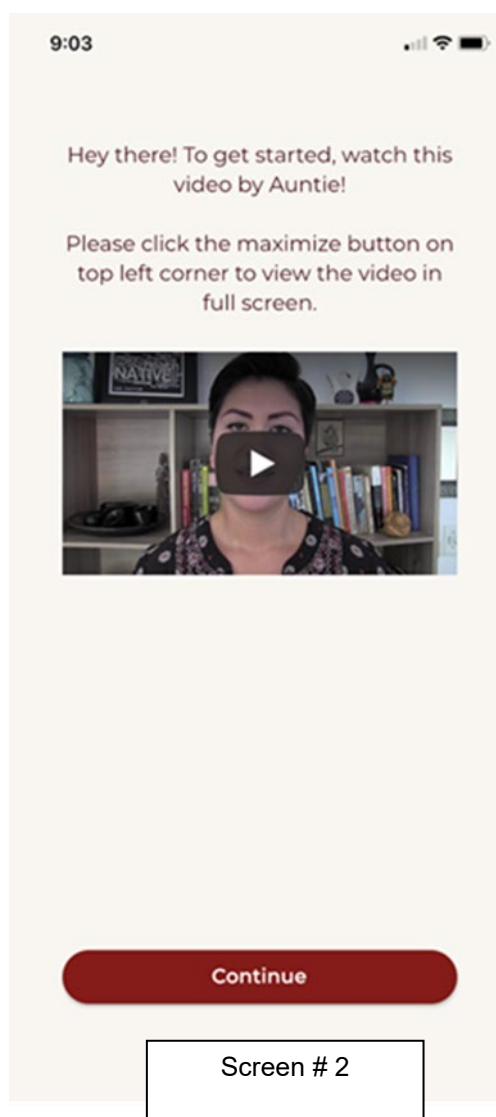 9:03
Hey there! To get started, watch this
video by Auntie!
Please click the maximize button on
top left corner to view the video in
full screen.
NATIVE
Continue
Screen # 2